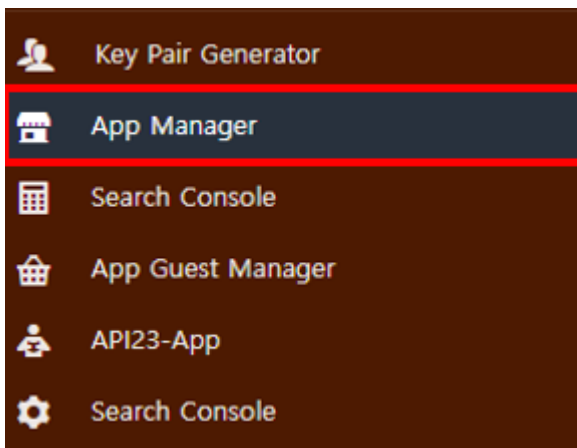 Key Pair Generator
App Manager
Search Console
App Guest Manager
API23-App
Search Console